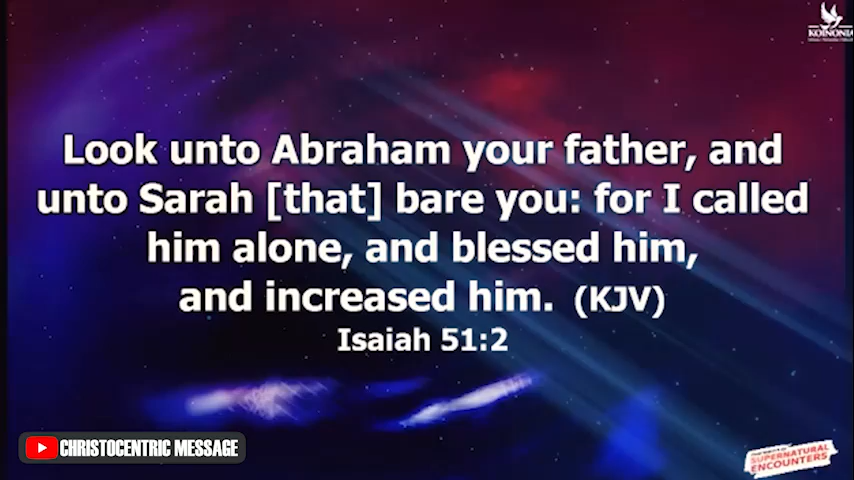 KOINONIA
Look unto Abraham your father, and
unto Sarah [that] bare you: for I called
him alone, and blessed him,
and increased him. (KJV)
Isaiah 51:2
CHRISTOCENTRIC MESSAGE
SUPERNATURAL
ENCOUNTERS